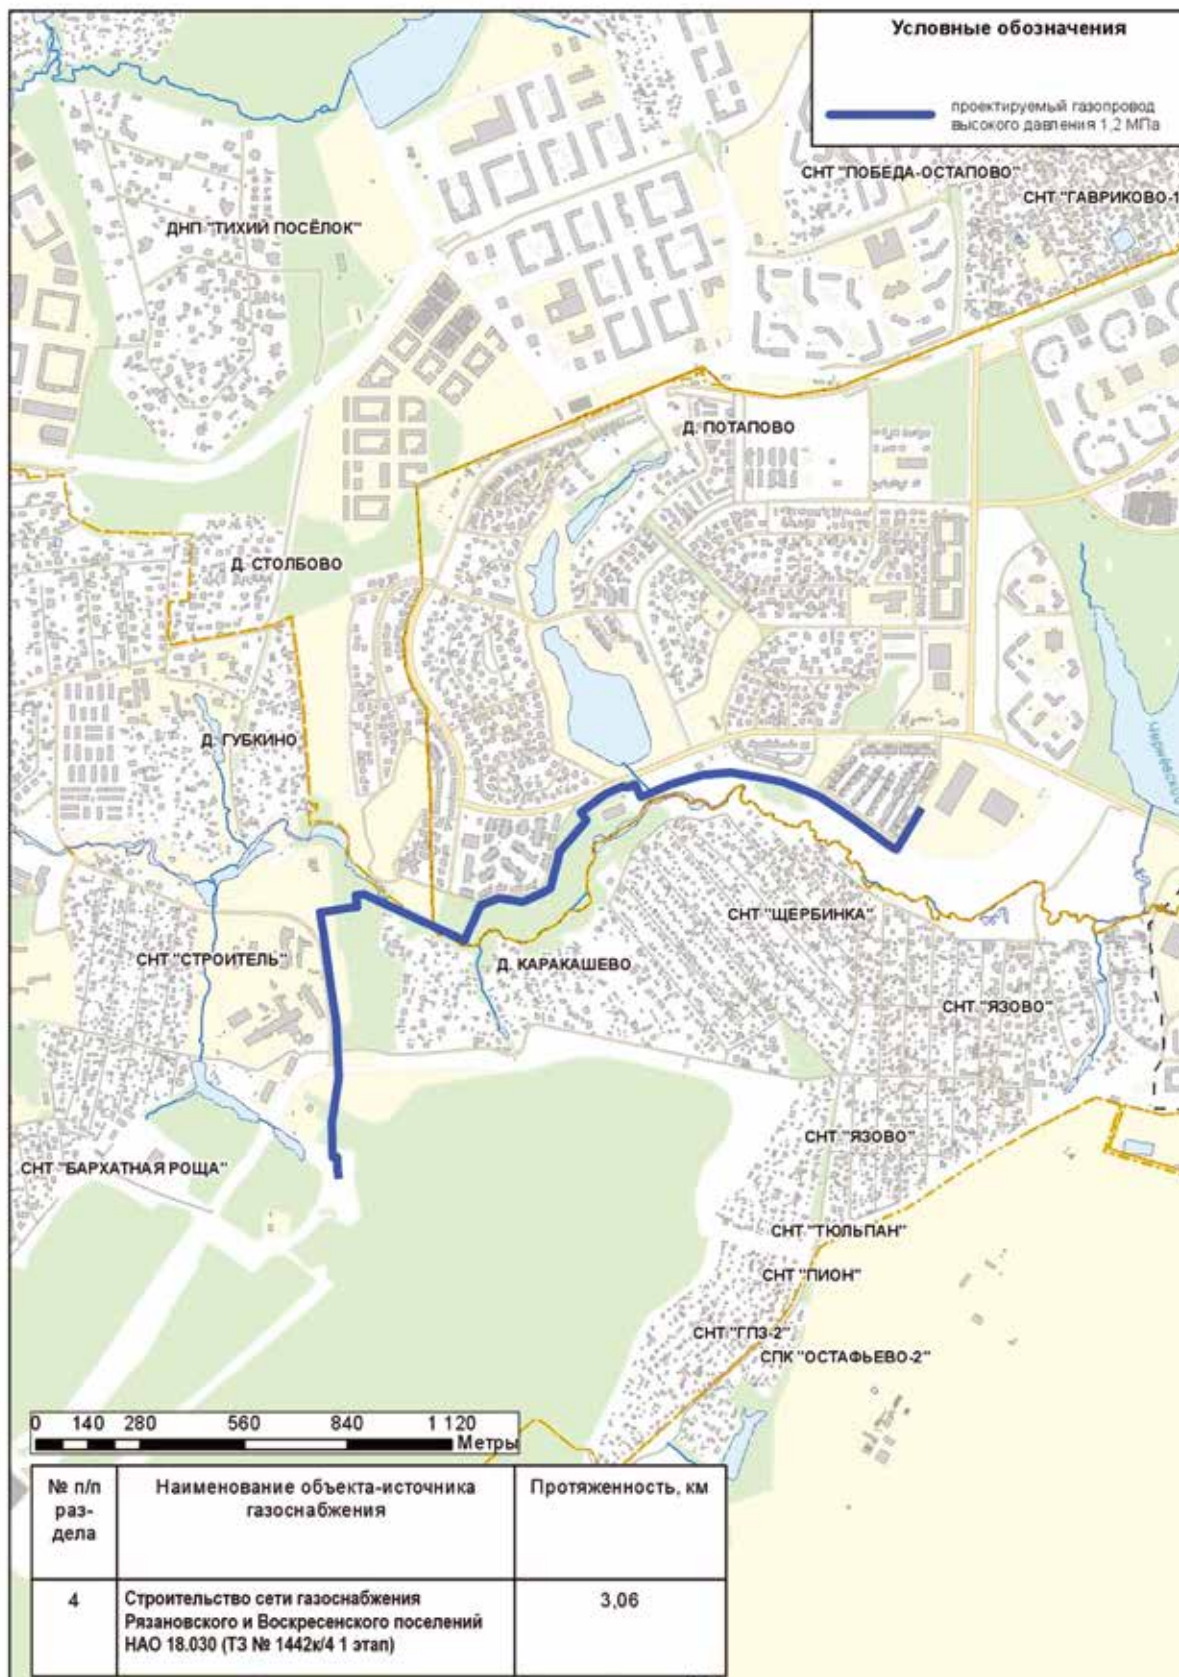 Условные обозначения
проектируемый газопровод
высокого давления 1,2 МПа
СНТ "ПОБЕДА-ОСТАПОВО"
СНТ "ГАВРИКОВО-1
ДНП "ТИХИЙ ПОСЁЛОК"
Д. ПОТАПОВО
Д. СТОЛБОВО
Д. ГУБКИНО
СНТ "ЩЕРБИНКА"
СНТ "СТРОИТЕЛЬ"
Д. КАРАКАШЕВО
СНТ "ЯЗОВО"
СНТ "ЯЗОВО"
СНТ "БАРХАТНАЯ РОЩА"
СНТ "ТЮЛЬПАН"
СНТ "ПИОН"
СНТ "ГПЗ-2"
СПК "ОСТАФЬЕВО-2"
0 140 280 560 840 1 120
Метры
№ п/п раз-дела
Наименование объекта-источника
газоснабжения
Протяженность, км
4
Строительство сети газоснабжения
Рязановского и Воскресенского поселений
НАО 18.030 (ТЗ № 1442к/4 1 этап)
3,06